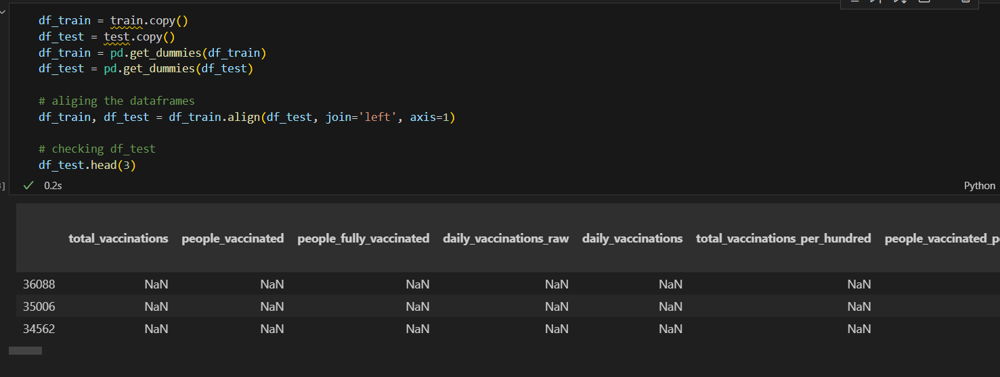 df_train = train.copy()
df_test = test.copy()
df_train = pd.get_dummies(df_train)
df_test = pd.get_dummies(df_test)
# aliging the dataframes
df_train, df_test = df_train.align(df_test, join='left', axis=1)
# checking df_test
df_test.head(3)
] 0.2s Python
total_vaccinations people_vaccinated people_fully_vaccinated daily_vaccinations_raw daily_vaccinations total_vaccinations_per_hundred people_vaccinated_p
36088 NaN NaN NaN NaN NaN NaN
35006 NaN NaN NaN NaN NaN NaN
34562 NaN NaN NaN NaN NaN NaN